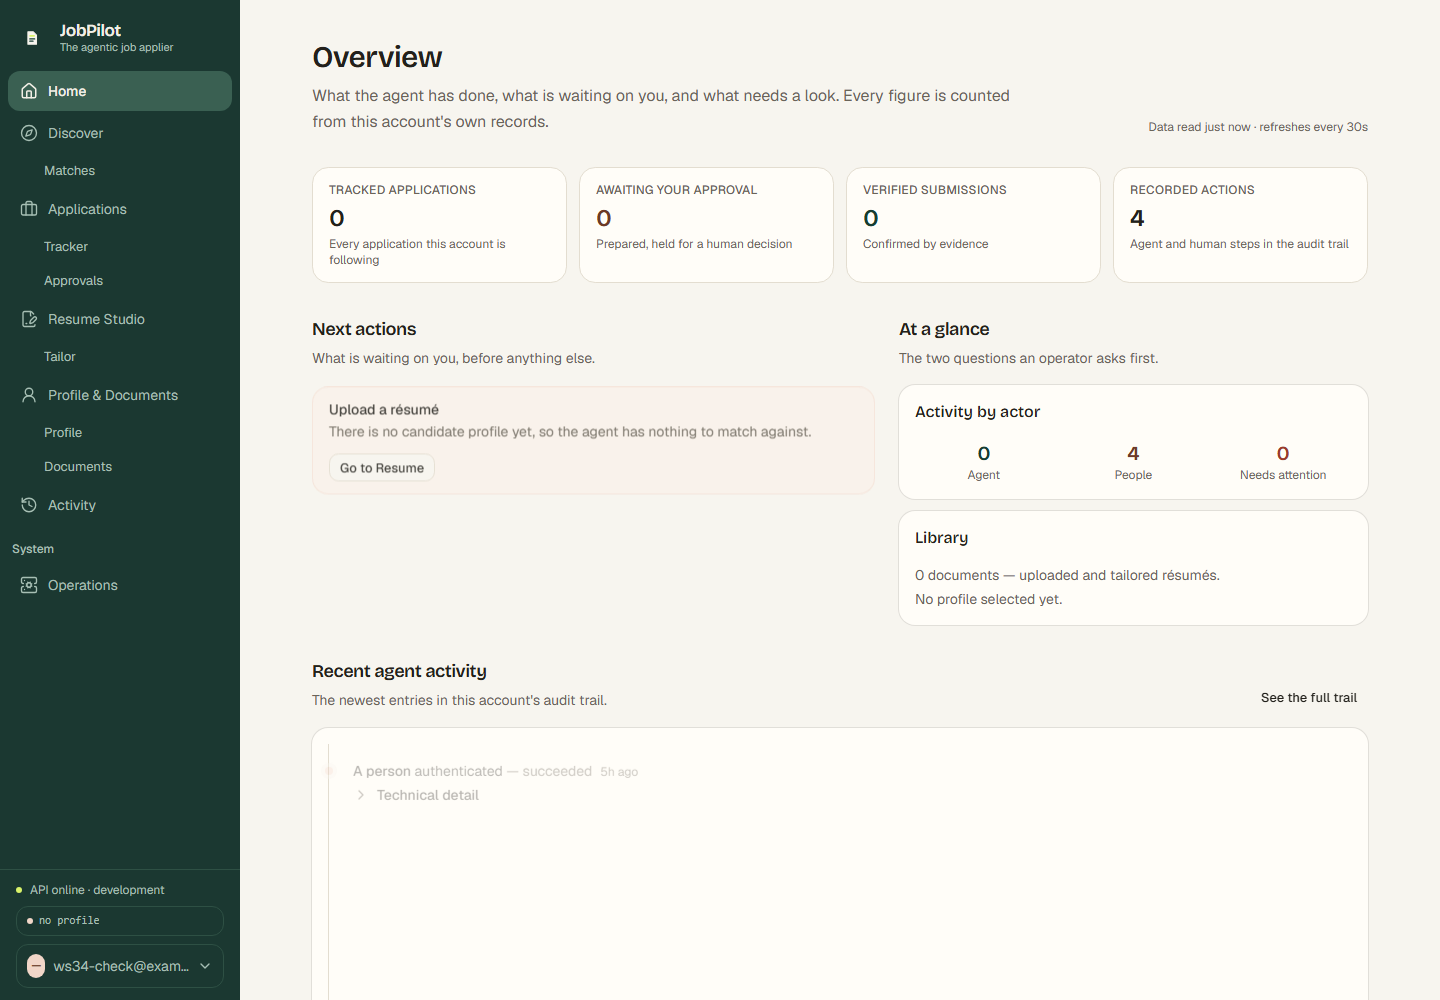 JobPilot
The agentic job applier
Home
Discover
Matches
Applications
Tracker
Approvals
Resume Studio
Tailor
Profile & Documents
Profile
Documents
Activity
System
Operations
API online · development
no profile
ws34-check@exam...
Overview
What the agent has done, what is waiting on you, and what needs a look. Every figure is counted
from this account's own records.
Data read just now · refreshes every 30s
TRACKED APPLICATIONS
0
Every application this account is
following
AWAITING YOUR APPROVAL
0
Prepared, held for a human decision
VERIFIED SUBMISSIONS
0
Confirmed by evidence
RECORDED ACTIONS
4
Agent and human steps in the audit trail
Next actions
What is waiting on you, before anything else.
Upload a résumé
There is no candidate profile yet, so the agent has nothing to match against.
Go to Resume
At a glance
The two questions an operator asks first.
Activity by actor
0
Agent
4
People
0
Needs attention
Library
0 documents — uploaded and tailored résumés.
No profile selected yet.
Recent agent activity
The newest entries in this account's audit trail.
See the full trail
A person authenticated — succeeded 5h ago
Technical detail